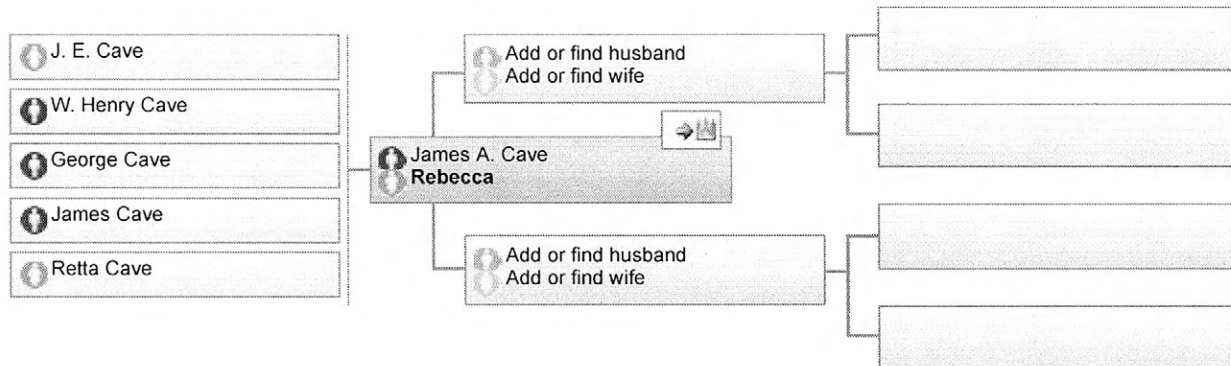 J. E. Cave
W. Henry Cave
George Cave
James Cave
Retta Cave
Add or find husband
Add or find wife
James A. Cave
Rebecca
Add or find husband
Add or find wife